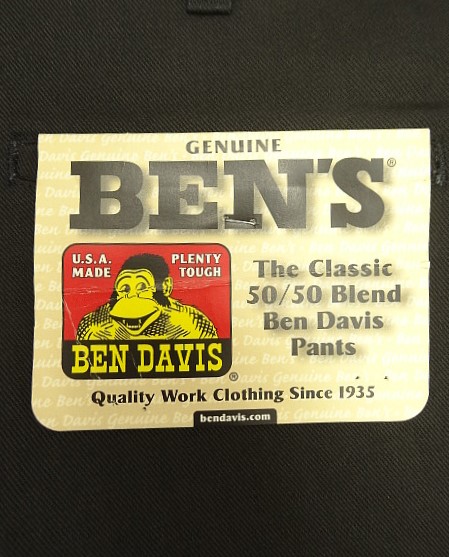 GENUINE
BEN'S®
U.S.A. PLENTY
MADE TOUGH
BEN DAVIS®
The Classic
50/50 Blend
Ben Davis
Pants
Quality Work Clothing Since 1935
bendavis.com